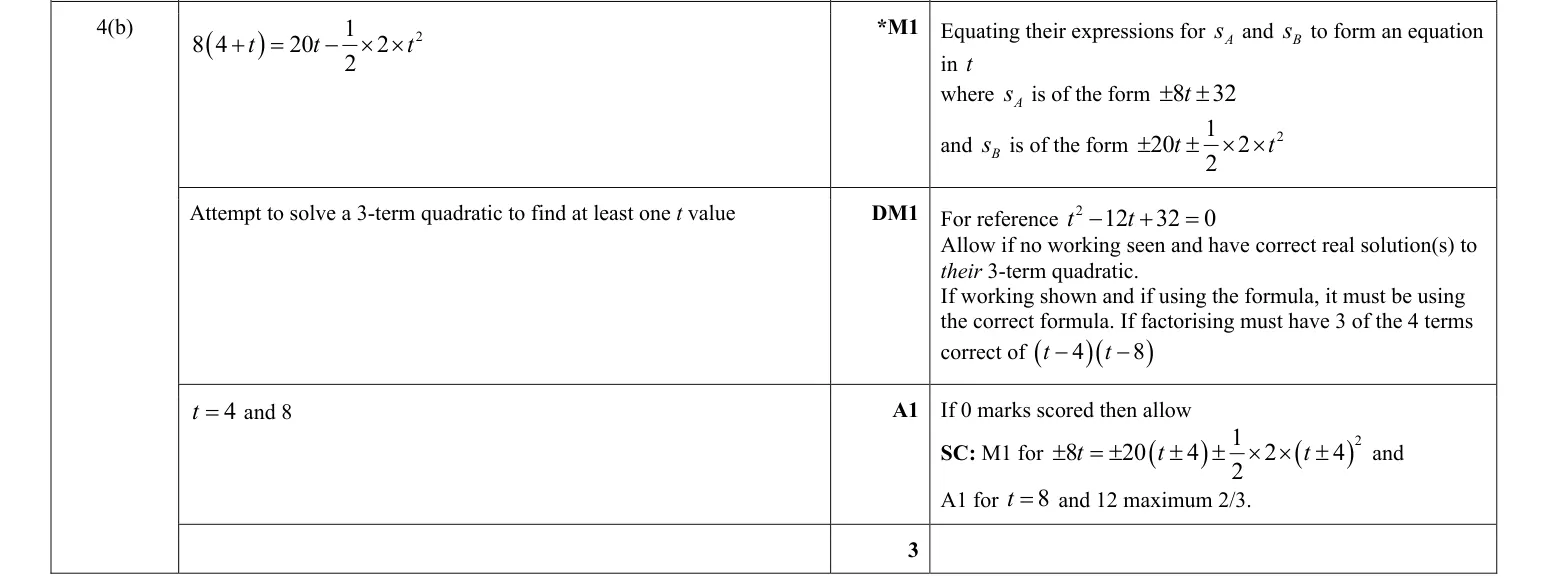 4(b)
8(4 + t) = 20t − 1/2 × 2 × t²
*M1
Equating their expressions for s_A and s_B to form an equation
in t
where s_A is of the form ±8t ± 32
and s_B is of the form ±20t ± 1/2 × 2 × t²
Attempt to solve a 3-term quadratic to find at least one t value
DM1
For reference t² − 12t + 32 = 0
Allow if no working seen and have correct real solution(s) to
their 3-term quadratic.
If working shown and if using the formula, it must be using
the correct formula. If factorising must have 3 of the 4 terms
correct of (t − 4)(t − 8)
t = 4 and 8
A1
If 0 marks scored then allow
SC: M1 for ±8t = ±20(t ± 4) ± 1/2 × 2 × (t ± 4)² and
A1 for t = 8 and 12 maximum 2/3.
3